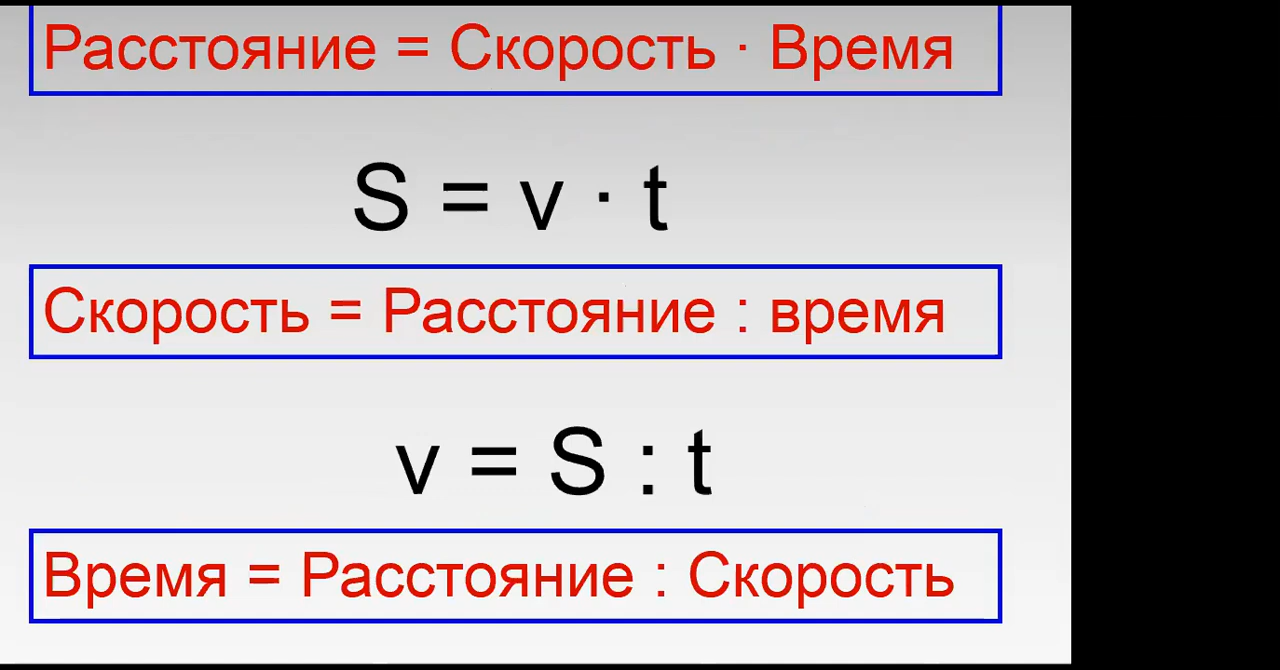 Расстояние = Скорость · Время
S = v · t
Скорость = Расстояние : время
v = S : t
Время = Расстояние : Скорость